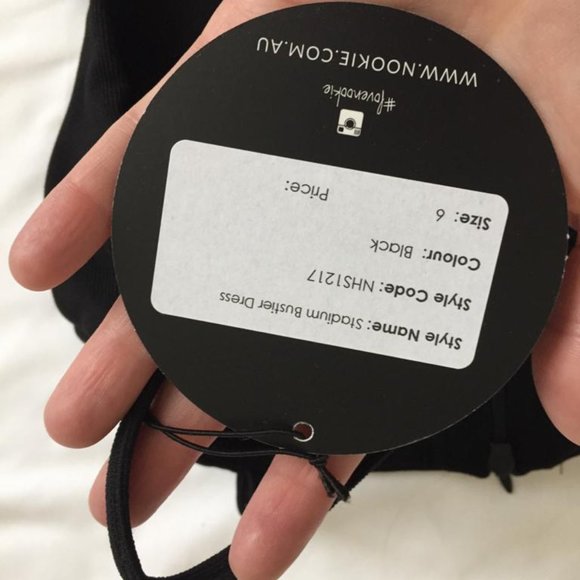 Style Name: Stadium Bustier Dress
Style Code: NHS1217
Colour: Black
Size: 6
Price:
#lovenookie
WWW.NOOKIE.COM.AU